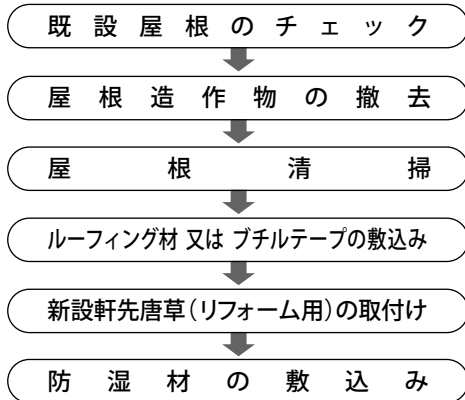 既設屋根のチェック
屋根造作物の撤去
屋根清掃
ルーフィング材 又は ブチルテープの敷込み
新設軒先唐草(リフォーム用)の取付け
防湿材の敷込み